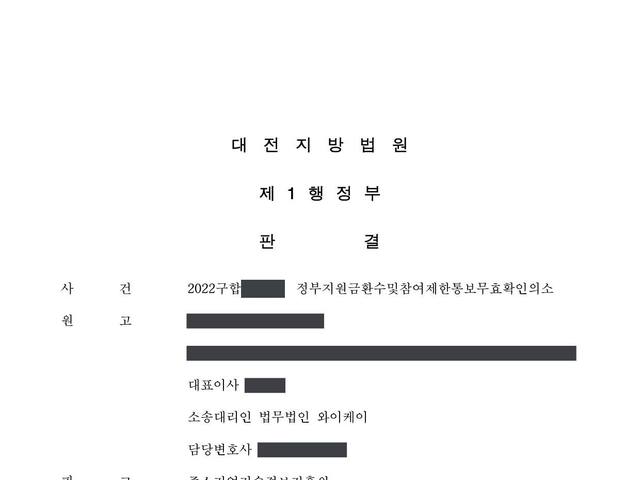 대 전 지 방 법 원
제 1 행 정 부
판 결
사 건 2022구합 정부지원금환수및참여제한통보무효확인의소
원 고
대표이사
소송대리인 법무법인 와이케이
담당변호사